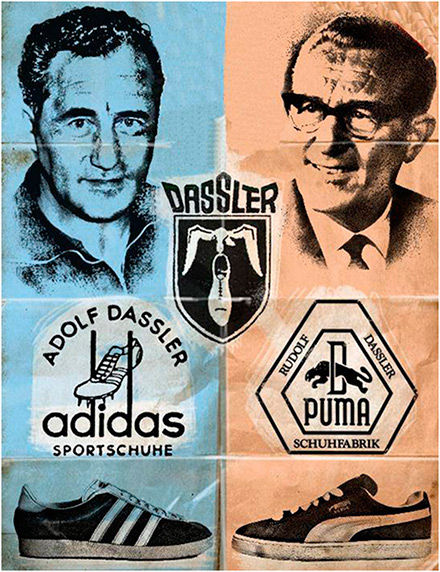 DASSLER
ADOLF DASSLER
adidas
SPORTSCHUHE
RUDOLF DASSLER
D
PUMA
SCHUHFABRIK